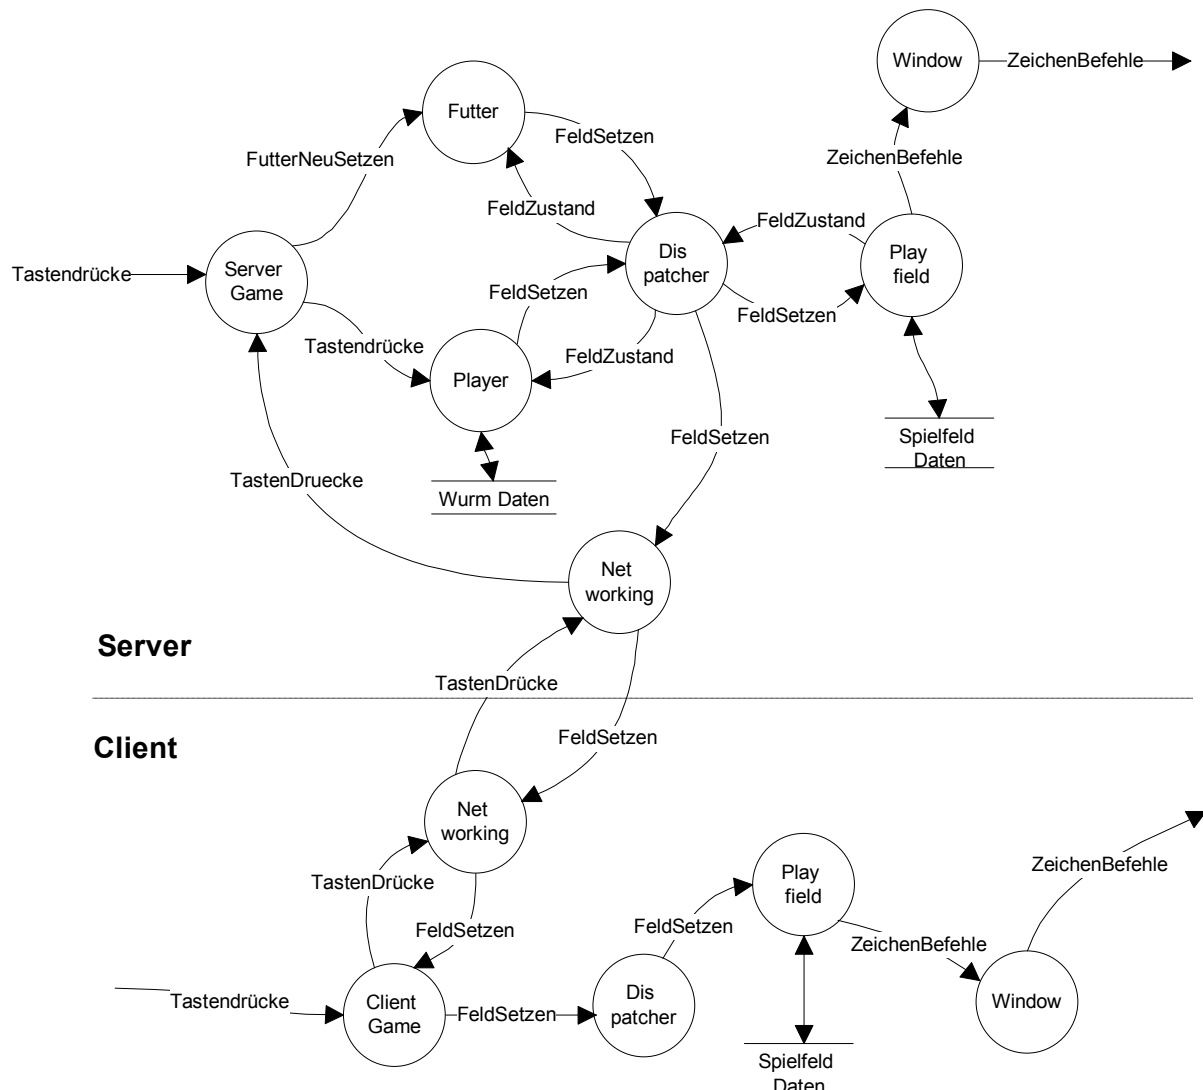 Window
ZeichenBefehle
Futter
FeldSetzen
FutterNeuSetzen
ZeichenBefehle
FeldZustand
FeldZustand
Dis
patcher
Play
field
Tastendrücke
Server
Game
FeldSetzen
FeldSetzen
Tastendrücke
FeldZustand
Player
FeldSetzen
Spielfeld
Daten
TastenDruecke
Wurm Daten
Net
working
Server
TastenDrücke
Client
FeldSetzen
Net
working
ZeichenBefehle
Play
field
TastenDrücke
FeldSetzen
FeldSetzen
ZeichenBefehle
Tastendrücke
Client
Game
FeldSetzen
Dis
patcher
Window
Spielfeld
Daten